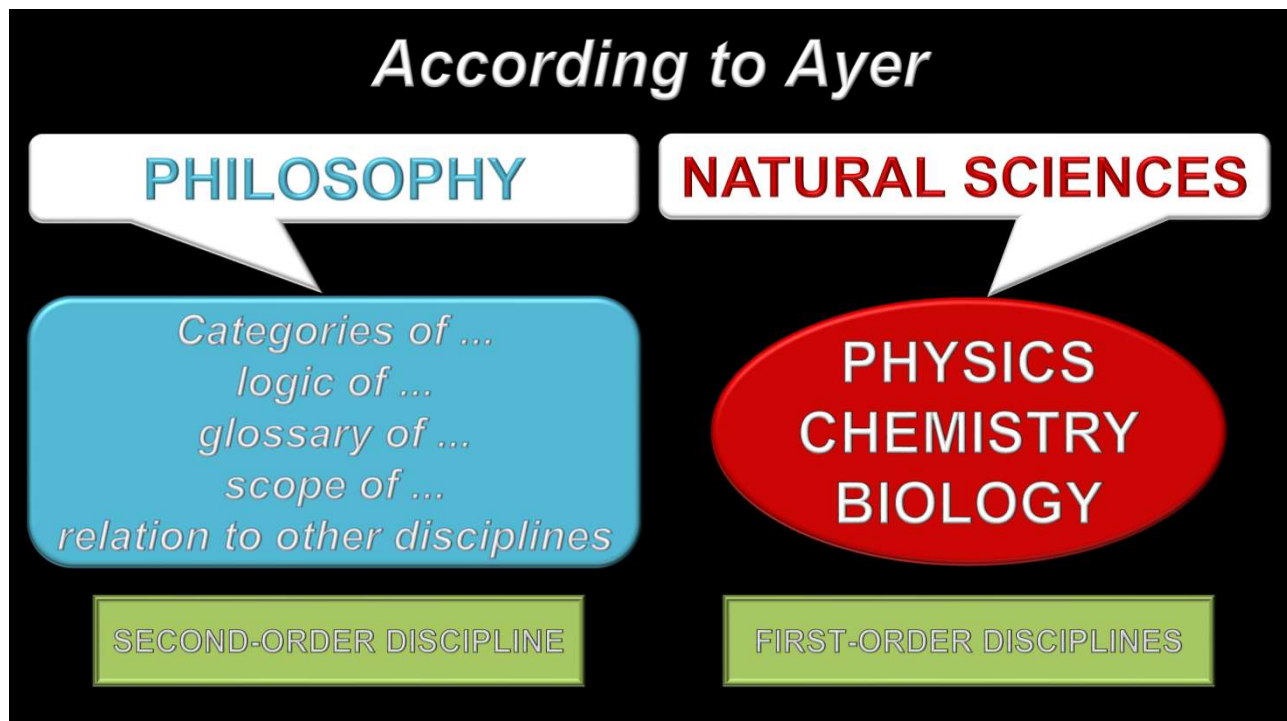 According to Ayer
PHILOSOPHY
NATURAL SCIENCES
Categories of ...
logic of ...
glossary of ...
scope of ...
relation to other disciplines
PHYSICS
CHEMISTRY
BIOLOGY
SECOND-ORDER DISCIPLINE
FIRST-ORDER DISCIPLINES